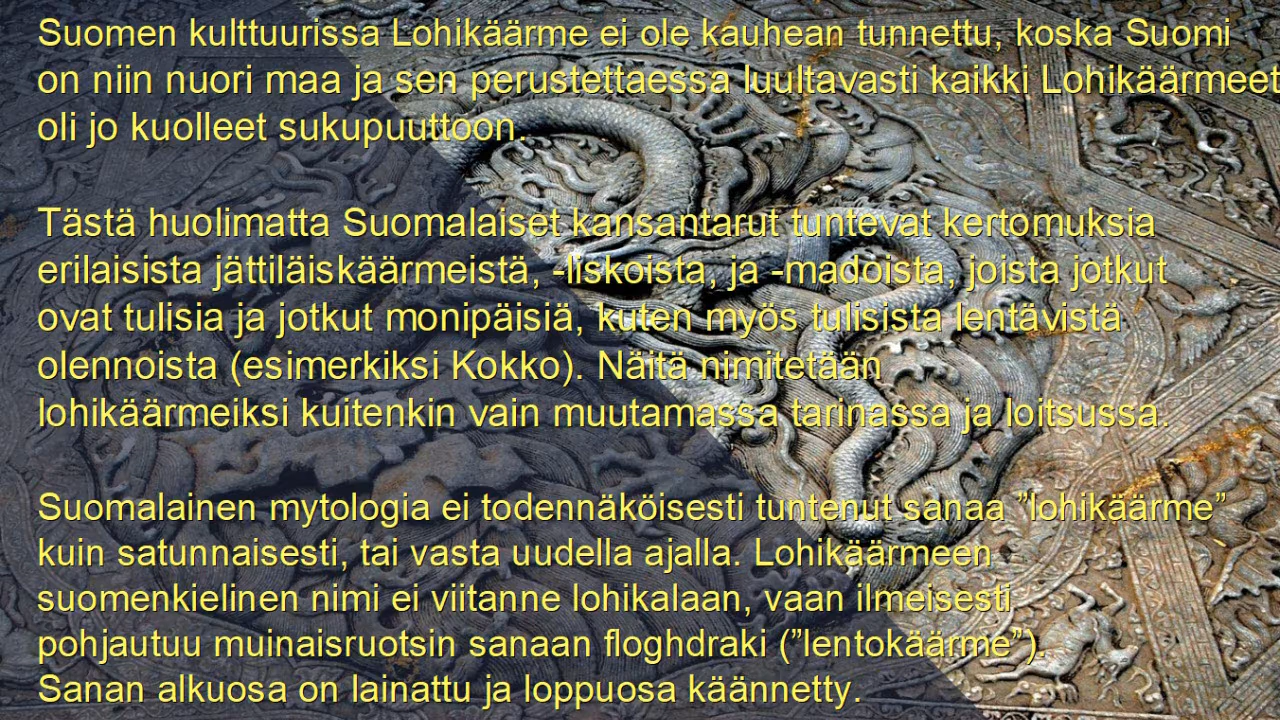 Suomen kulttuurissa Lohikäärme ei ole kauhean tunnettu, koska Suomi
on niin nuori maa ja sen perustettaessa luultavasti kaikki Lohikäärmeet
oli jo kuolleet sukupuuttoon.
Tästä huolimatta Suomalaiset kansantarut tuntevat kertomuksia
erilaisista jättiläiskäärmeistä, -liskoista, ja -madoista, joista jotkut
ovat tulisia ja jotkut monipäisiä, kuten myös tulisista lentävistä
olennoista (esimerkiksi Kokko). Näitä nimitetään
lohikäärmeiksi kuitenkin vain muutamassa tarinassa ja loitsussa.
Suomalainen mytologia ei todennäköisesti tuntenut sanaa ”lohikäärme”
kuin satunnaisesti, tai vasta uudella ajalla. Lohikäärmeen
suomenkielinen nimi ei viitanne lohikalaan, vaan ilmeisesti
pohjautuu muinaisruotsin sanaan floghdraki (”lentokäärme”).
Sanan alkuosa on lainattu ja loppuosa käännetty.